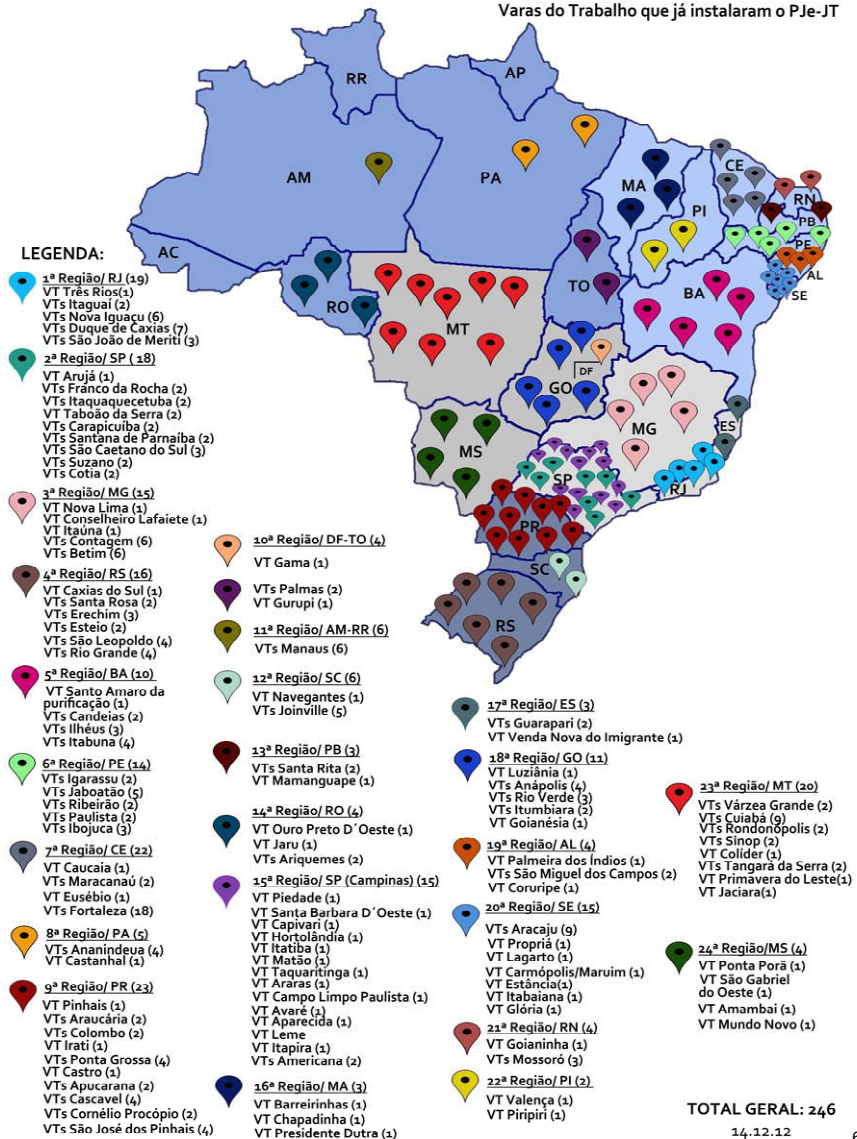 Varas do Trabalho que já instalaram o PJe-JT
RR
AP
AM
PA
MA
CE
RN
PB
PE
AL
SE
PI
AC
RO
TO
MT
BA
GO
DF
MG
ES
MS
SP
RJ
PR
SC
RS
LEGENDA:
1ª Região/ RJ (19)
VT Três Rios(1)
VTs Itaguaí (2)
VTs Nova Iguaçu (6)
VTs Duque de Caxias (7)
VTs São João de Meriti (3)
2ª Região/ SP ( 18)
VT Arujá (1)
VTs Franco da Rocha (2)
VTs Itaquaquecetuba (2)
VT Taboão da Serra (2)
VTs Carapicuíba (2)
VTs Santana de Parnaíba (2)
VTs São Caetano do Sul (3)
VTs Suzano (2)
VTs Cotia (2)
3ª Região/ MG (15)
VT Nova Lima (1)
VT Conselheiro Lafaiete (1)
VT Itaúna (1)
VTs Contagem (6)
VTs Betim (6)
4ª Região/ RS (16)
VT Caxias do Sul (1)
VTs Santa Rosa (2)
VTs Erechim (3)
VTs Esteio (2)
VTs São Leopoldo (4)
VTs Rio Grande (4)
5ª Região/ BA (10)
VT Santo Amaro da
purificação (1)
VTs Candeias (2)
VTs Ilhéus (3)
VTs Itabuna (4)
6ª Região/ PE (14)
VTs Igarassu (2)
VTs Jaboatão (5)
VTs Ribeirão (2)
VTs Paulista (2)
VTs Ibojuca (3)
7ª Região/ CE (22)
VT Caucaia (1)
VTs Maracanaú (2)
VT Eusébio (1)
VTs Fortaleza (18)
8ª Região/ PA (5)
VTs Ananindeua (4)
VT Castanhal (1)
9ª Região/ PR (23)
VT Pinhais (1)
VTs Araucária (2)
VTs Colombo (2)
VT Irati (1)
VTs Ponta Grossa (4)
VT Castro (1)
VTs Apucarana (2)
VTs Cascavel (4)
VTs Cornélio Procópio (2)
VTs São José dos Pinhais (4)
10ª Região/ DF-TO (4)
VT Gama (1)
VTs Palmas (2)
VT Gurupi (1)
11ª Região/ AM-RR (6)
VTs Manaus (6)
12ª Região/ SC (6)
VT Navegantes (1)
VTs Joinville (5)
13ª Região/ PB (3)
VTs Santa Rita (2)
VT Mamanguape (1)
14ª Região/ RO (4)
VT Ouro Preto D´Oeste (1)
VT Jaru (1)
VTs Ariquemes (2)
15ª Região/ SP (Campinas) (15)
VT Piedade (1)
VT Santa Barbara D´Oeste (1)
VT Capivari (1)
VT Hortolândia (1)
VT Itatiba (1)
VT Matão (1)
VT Taquaritinga (1)
VT Araras (1)
VT Campo Limpo Paulista (1)
VT Avaré (1)
VT Aparecida (1)
VT Leme
VT Itapira (1)
VTs Americana (2)
16ª Região/ MA (3)
VT Barreirinhas (1)
VT Chapadinha (1)
VT Presidente Dutra (1)
17ª Região/ ES (3)
VTs Guarapari (2)
VT Venda Nova do Imigrante (1)
18ª Região/ GO (11)
VT Luziânia (1)
VTs Anápolis (4)
VTs Rio Verde (3)
VTs Itumbiara (2)
VT Goianésia (1)
19ª Região/ AL (4)
VT Palmeira dos Índios (1)
VTs São Miguel dos Campos (2)
VT Coruripe (1)
20ª Região/ SE (15)
VTs Aracaju (9)
VT Propriá (1)
VT Lagarto (1)
VT Carmópolis/Maruim (1)
VT Estância(1)
VT Itabaiana (1)
VT Glória (1)
21ª Região/ RN (4)
VT Goianinha (1)
VTs Mossoró (3)
22ª Região/ PI (2)
VT Valença (1)
VT Piripiri (1)
23ª Região/ MT (20)
VTs Várzea Grande (2)
VTs Cuiabá (9)
VTs Rondonópolis (2)
VTs Sinop (2)
VT Colíder (1)
VTs Tangará da Serra (2)
VT Primavera do Leste(1)
VT Jaciara(1)
24ª Região/MS (4)
VT Ponta Porã (1)
VT São Gabriel
do Oeste (1)
VT Amambai (1)
VT Mundo Novo (1)
TOTAL GERAL: 246
14.12.12